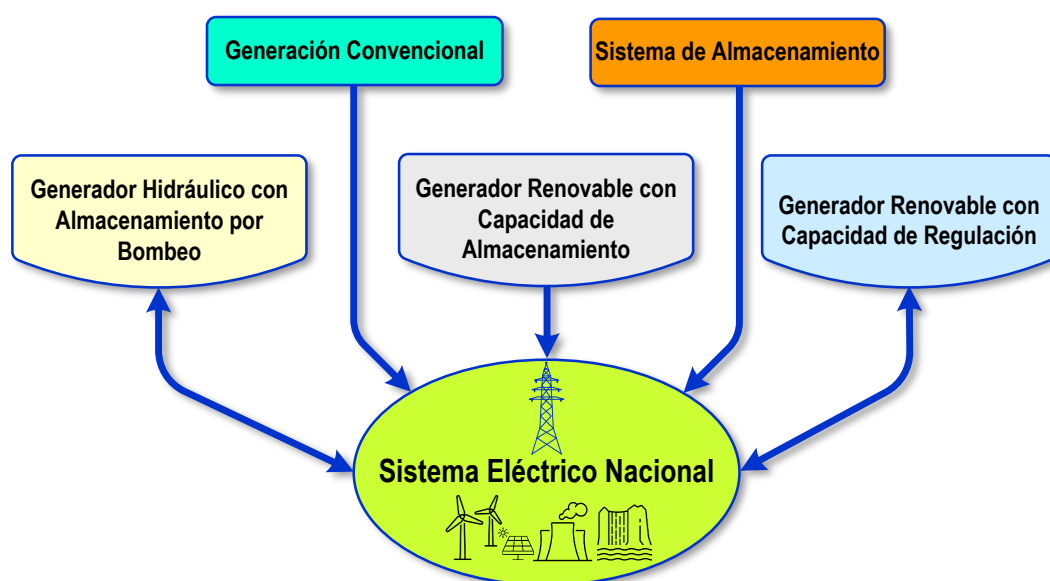 Generación Convencional
Sistema de Almacenamiento
Generador Hidráulico con
Almacenamiento por
Bombeo
Generador Renovable con
Capacidad de
Almacenamiento
Generador Renovable con
Capacidad de Regulación
Sistema Eléctrico Nacional